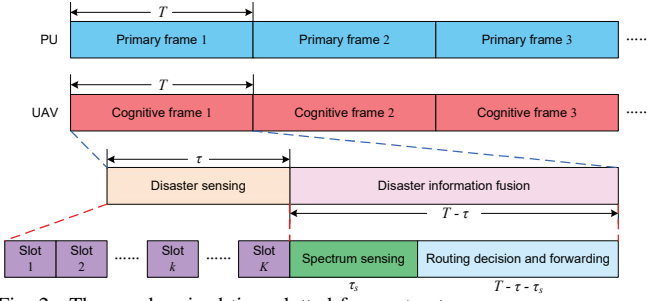 T
PU
Primary frame 1
Primary frame 2
Primary frame 3
......
T
UAV
Cognitive frame 1
Cognitive frame 2
Cognitive frame 3
......
τ
Disaster sensing
Disaster information fusion
T - τ
Slot
1
Slot
2
......
Slot
k
......
Slot
K
Spectrum sensing
Routing decision and forwarding
τs
T - τ - τs